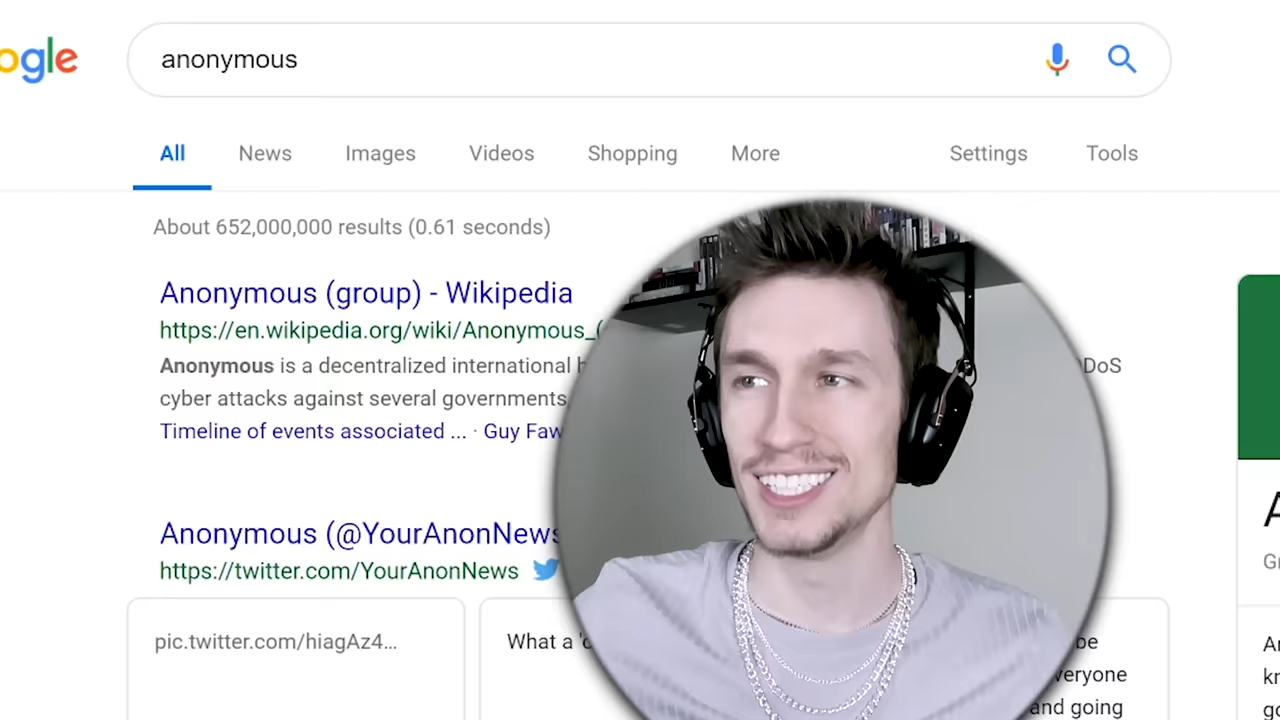 ogle
anonymous
All News Images Videos Shopping More Settings Tools
About 652,000,000 results (0.61 seconds)
Anonymous (group) - Wikipedia
https://en.wikipedia.org/wiki/Anonymous_(
Anonymous is a decentralized international
DoS
cyber attacks against several governments
Timeline of events associated ... · Guy Faw
Anonymous (@YourAnonNews
https://twitter.com/YourAnonNews
pic.twitter.com/hiagAz4...
What a
be
veryone
and going